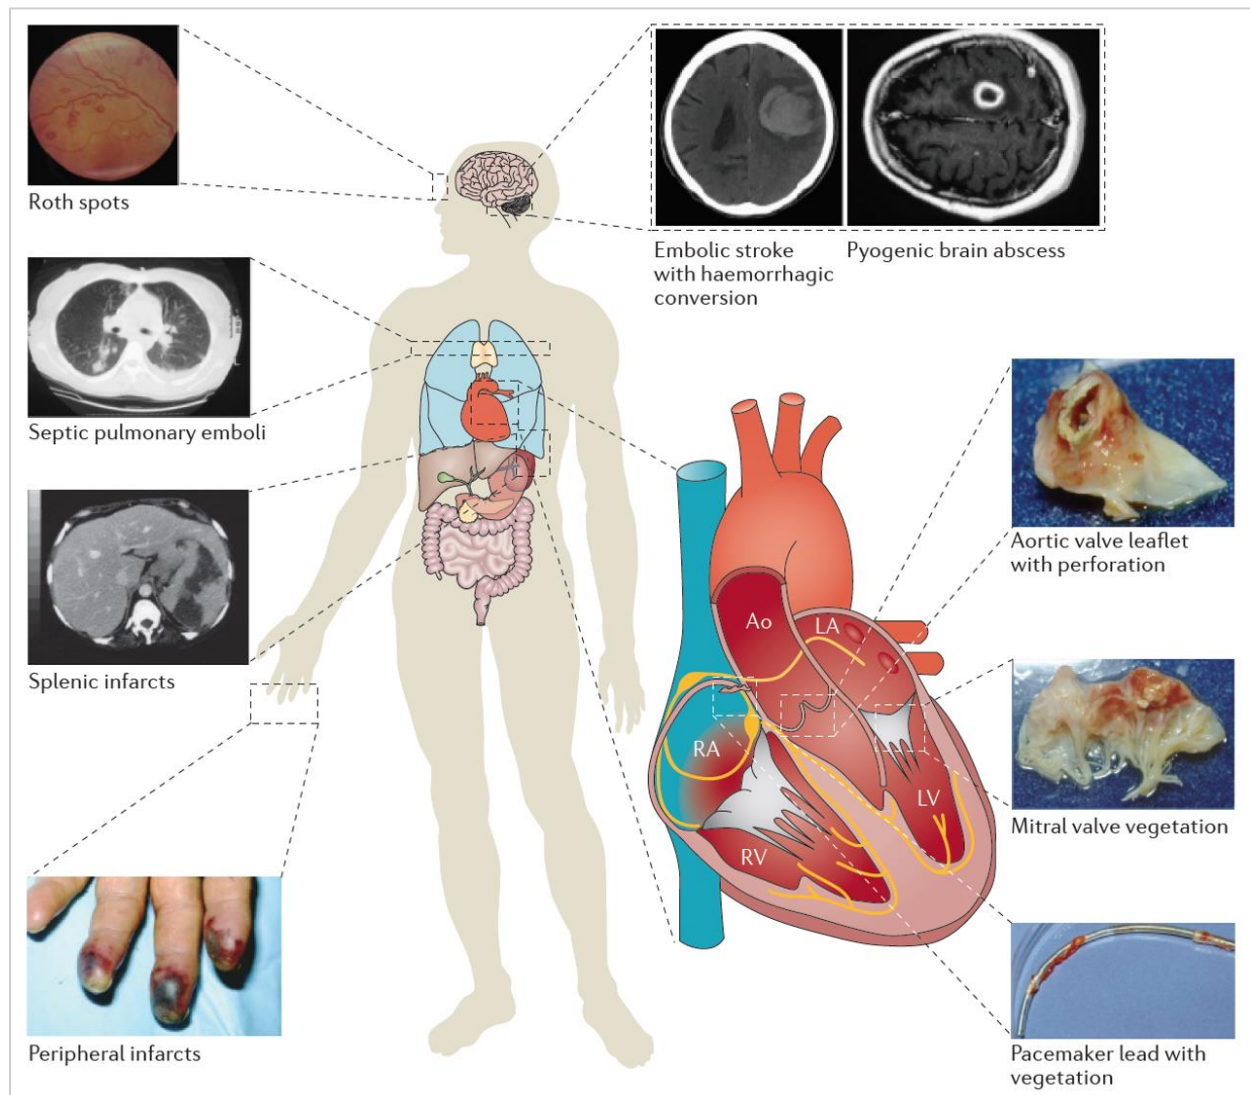 Roth spots
Septic pulmonary emboli
Splenic infarcts
Peripheral infarcts
Embolic stroke
with haemorrhagic
conversion
Pyogenic brain abscess
Ao
LA
RA
LV
RV
Aortic valve leaflet
with perforation
Mitral valve vegetation
Pacemaker lead with
vegetation